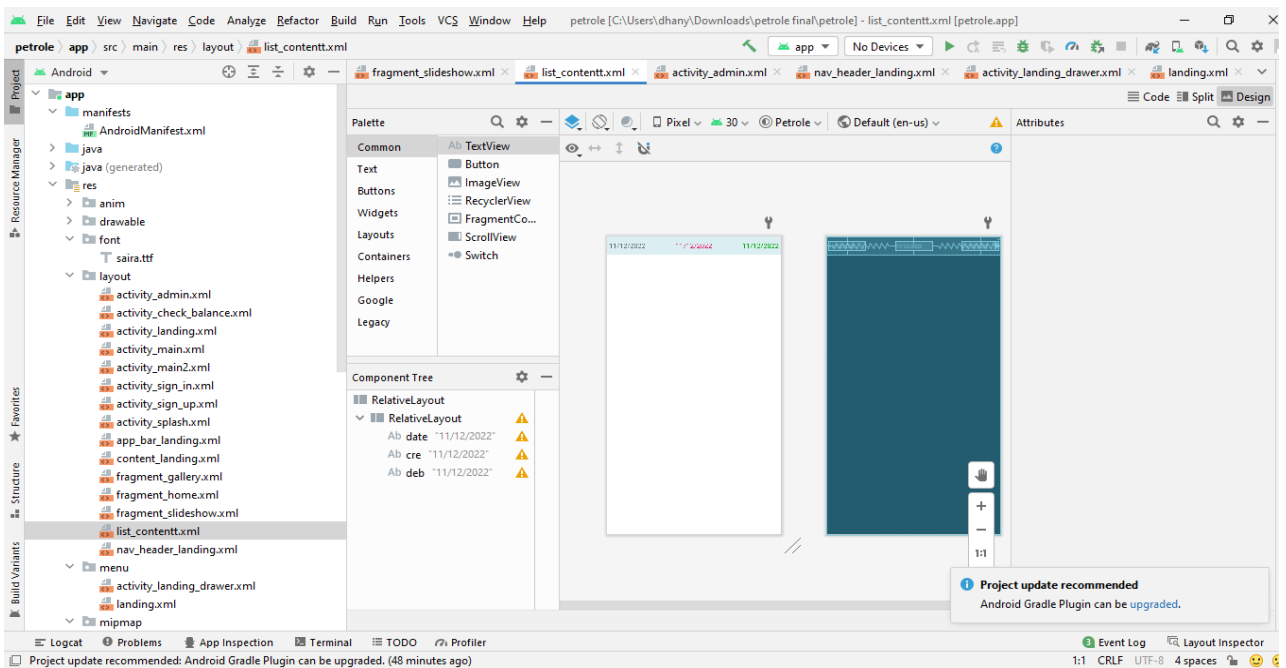 File Edit View Navigate Code Analyze Refactor Build Run Tools VCS Window Help petrole [C:\Users\dhany\Downloads\petrole final\petrole] - list_contentt.xml [petrole.app]
petrole app src main res layout list_contentt.xml app No Devices
Project
Android
fragment_slideshow.xml list_contentt.xml activity_admin.xml nav_header_landing.xml activity_landing_drawer.xml landing.xml
Code Split Design
app
manifests
AndroidManifest.xml
java
java (generated)
res
anim
drawable
font
saira.ttf
layout
activity_admin.xml
activity_check_balance.xml
activity_landing.xml
activity_main.xml
activity_main2.xml
activity_sign_in.xml
activity_sign_up.xml
activity_splash.xml
app_bar_landing.xml
content_landing.xml
fragment_gallery.xml
fragment_home.xml
fragment_slideshow.xml
list_contentt.xml
nav_header_landing.xml
menu
activity_landing_drawer.xml
landing.xml
mipmap
Resource Manager
Favorites
Structure
Build Variants
Palette
Common
Text
Buttons
Widgets
Layouts
Containers
Helpers
Google
Legacy
Ab TextView
Button
ImageView
RecyclerView
FragmentCo...
ScrollView
Switch
Pixel 30 Petrole Default (en-us)
Attributes
11/12/2022 11/12/2022 11/12/2022
Component Tree
RelativeLayout
RelativeLayout
Ab date "11/12/2022"
Ab cre "11/12/2022"
Ab deb "11/12/2022"
+
−
1:1
Project update recommended
Android Gradle Plugin can be upgraded.
Logcat Problems App Inspection Terminal TODO Profiler 3 Event Log Layout Inspector
Project update recommended: Android Gradle Plugin can be upgraded. (48 minutes ago) 1:1 CRLF UTF-8 4 spaces